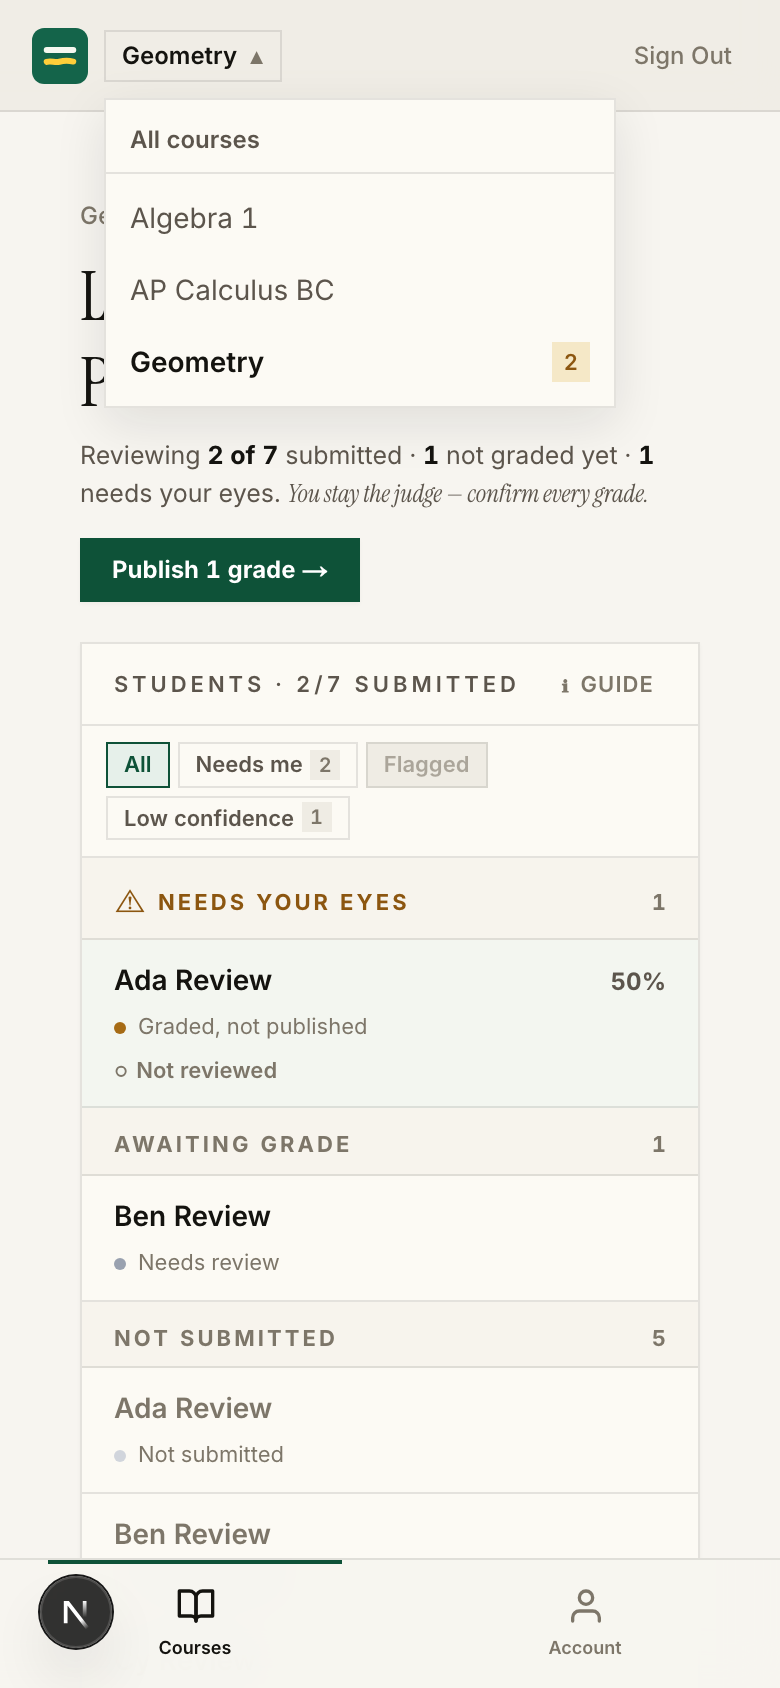 Geometry ▲
Sign Out
All courses
Algebra 1
AP Calculus BC
Geometry 2
Reviewing 2 of 7 submitted · 1 not graded yet · 1
needs your eyes. You stay the judge — confirm every grade.
Publish 1 grade →
STUDENTS · 2/7 SUBMITTED
ℹ GUIDE
All
Needs me 2
Flagged
Low confidence 1
⚠ NEEDS YOUR EYES 1
Ada Review 50%
Graded, not published
Not reviewed
AWAITING GRADE 1
Ben Review
Needs review
NOT SUBMITTED 5
Ada Review
Not submitted
Ben Review
N
Courses
Account